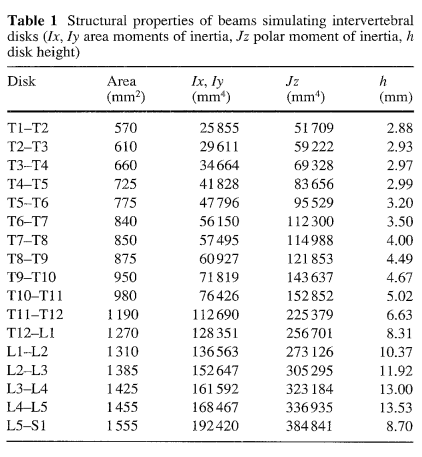 Table 1 Structural properties of beams simulating intervertebral
disks (Ix, Iy area moments of inertia, Jz polar moment of inertia, h
disk height)
Disk Area Ix, Iy Jz h
(mm²) (mm⁴) (mm⁴) (mm)
T1–T2 570 25 855 51 709 2.88
T2–T3 610 29 611 59 222 2.93
T3–T4 660 34 664 69 328 2.97
T4–T5 725 41 828 83 656 2.99
T5–T6 775 47 796 95 529 3.20
T6–T7 840 56 150 112 300 3.50
T7–T8 850 57 495 114 988 4.00
T8–T9 875 60 927 121 853 4.49
T9–T10 950 71 819 143 637 4.67
T10–T11 980 76 426 152 852 5.02
T11–T12 1 190 112 690 225 379 6.63
T12–L1 1 270 128 351 256 701 8.31
L1–L2 1 310 136 563 273 126 10.37
L2–L3 1 385 152 647 305 295 11.92
L3–L4 1 425 161 592 323 184 13.00
L4–L5 1 455 168 467 336 935 13.53
L5–S1 1 555 192 420 384 841 8.70